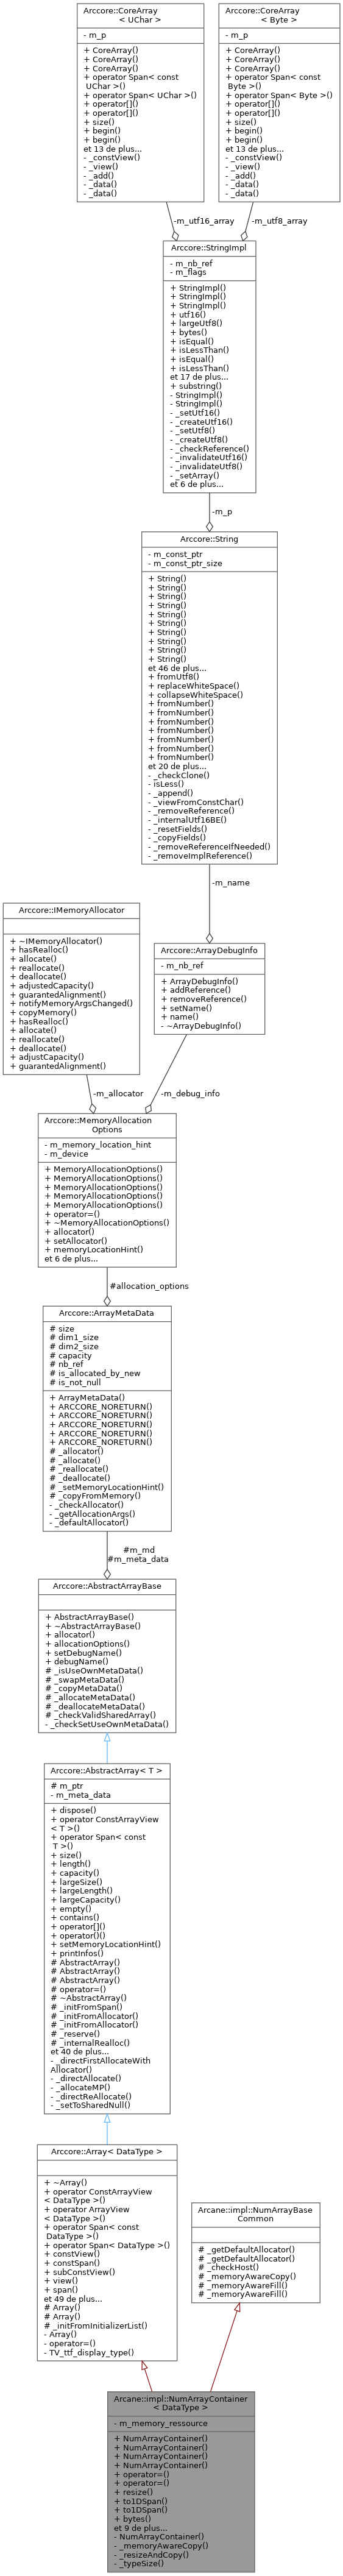 Arccore::CoreArray
< UChar >
- m_p
+ CoreArray()
+ CoreArray()
+ CoreArray()
+ operator Span< const
UChar >()
+ operator Span< UChar >()
+ operator[]()
+ operator[]()
+ size()
+ begin()
+ begin()
et 13 de plus...
- _constView()
- _view()
- _add()
- _data()
- _data()
Arccore::CoreArray
< Byte >
- m_p
+ CoreArray()
+ CoreArray()
+ CoreArray()
+ operator Span< const
Byte >()
+ operator Span< Byte >()
+ operator[]()
+ operator[]()
+ size()
+ begin()
+ begin()
et 13 de plus...
- _constView()
- _view()
- _add()
- _data()
- _data()
-m_utf16_array
-m_utf8_array
Arccore::StringImpl
- m_nb_ref
- m_flags
+ StringImpl()
+ StringImpl()
+ StringImpl()
+ utf16()
+ largeUtf8()
+ bytes()
+ isEqual()
+ isLessThan()
+ isEqual()
+ isLessThan()
et 17 de plus...
+ substring()
- StringImpl()
- StringImpl()
- _setUtf16()
- _createUtf16()
- _setUtf8()
- _createUtf8()
- _checkReference()
- _invalidateUtf16()
- _invalidateUtf8()
- _setArray()
et 6 de plus...
-m_p
Arccore::String
- m_const_ptr
- m_const_ptr_size
+ String()
+ String()
+ String()
+ String()
+ String()
+ String()
+ String()
+ String()
+ String()
+ String()
et 46 de plus...
+ fromUtf8()
+ replaceWhiteSpace()
+ collapseWhiteSpace()
+ fromNumber()
+ fromNumber()
+ fromNumber()
+ fromNumber()
+ fromNumber()
+ fromNumber()
+ fromNumber()
et 20 de plus...
- _checkClone()
- isLess()
- _append()
- _viewFromConstChar()
- _removeReference()
- _internalUtf16BE()
- _resetFields()
- _copyFields()
- _removeReferenceIfNeeded()
- _removeImplReference()
-m_name
Arccore::IMemoryAllocator
+ ~IMemoryAllocator()
+ hasRealloc()
+ allocate()
+ reallocate()
+ deallocate()
+ adjustedCapacity()
+ guarantedAlignment()
+ notifyMemoryArgsChanged()
+ copyMemory()
+ hasRealloc()
+ allocate()
+ reallocate()
+ deallocate()
+ adjustCapacity()
+ guarantedAlignment()
Arccore::ArrayDebugInfo
- m_nb_ref
+ ArrayDebugInfo()
+ addReference()
+ removeReference()
+ setName()
+ name()
- ~ArrayDebugInfo()
-m_allocator
-m_debug_info
Arccore::MemoryAllocation
Options
- m_memory_location_hint
- m_device
+ MemoryAllocationOptions()
+ MemoryAllocationOptions()
+ MemoryAllocationOptions()
+ MemoryAllocationOptions()
+ MemoryAllocationOptions()
+ operator=()
+ ~MemoryAllocationOptions()
+ allocator()
+ setAllocator()
+ memoryLocationHint()
et 6 de plus...
#allocation_options
Arccore::ArrayMetaData
# size
# dim1_size
# dim2_size
# capacity
# nb_ref
# is_allocated_by_new
# is_not_null
+ ArrayMetaData()
+ ARCCORE_NORETURN()
+ ARCCORE_NORETURN()
+ ARCCORE_NORETURN()
+ ARCCORE_NORETURN()
+ ARCCORE_NORETURN()
# _allocator()
# _allocate()
# _reallocate()
# _deallocate()
# _setMemoryLocationHint()
# _copyFromMemory()
- _checkAllocator()
- _getAllocationArgs()
- _defaultAllocator()
#m_md
#m_meta_data
Arccore::AbstractArrayBase
+ AbstractArrayBase()
+ ~AbstractArrayBase()
+ allocator()
+ allocationOptions()
+ setDebugName()
+ debugName()
# _isUseOwnMetaData()
# _swapMetaData()
# _copyMetaData()
# _allocateMetaData()
# _deallocateMetaData()
# _checkValidSharedArray()
- _checkSetUseOwnMetaData()
Arccore::AbstractArray< T >
# m_ptr
- m_meta_data
+ dispose()
+ operator ConstArrayView
< T >()
+ operator Span< const
T >()
+ size()
+ length()
+ capacity()
+ largeSize()
+ largeLength()
+ largeCapacity()
+ empty()
+ contains()
+ operator[]()
+ operator()()
+ setMemoryLocationHint()
+ printInfos()
# AbstractArray()
# AbstractArray()
# AbstractArray()
# operator=()
# ~AbstractArray()
# _initFromSpan()
# _initFromAllocator()
# _initFromAllocator()
# _reserve()
# _internalRealloc()
et 40 de plus...
- _directFirstAllocateWith
Allocator()
- _directAllocate()
- _allocateMP()
- _directReAllocate()
- _setToSharedNull()
Arccore::Array< DataType >
+ ~Array()
+ operator ConstArrayView
< DataType >()
+ operator ArrayView
< DataType >()
+ operator Span< const
DataType >()
+ operator Span< DataType >()
+ constView()
+ constSpan()
+ subConstView()
+ view()
+ span()
et 49 de plus...
# Array()
# Array()
# _initFromInitializerList()
- Array()
- operator=()
- TV_ttf_display_type()
Arcane::impl::NumArrayBase
Common
# _getDefaultAllocator()
# _getDefaultAllocator()
# _checkHost()
# _memoryAwareCopy()
# _memoryAwareFill()
# _memoryAwareFill()
Arcane::impl::NumArrayContainer
< DataType >
- m_memory_ressource
+ NumArrayContainer()
+ NumArrayContainer()
+ NumArrayContainer()
+ NumArrayContainer()
+ operator=()
+ operator=()
+ resize()
+ to1DSpan()
+ to1DSpan()
+ bytes()
et 9 de plus...
- NumArrayContainer()
- _memoryAwareCopy()
- _resizeAndCopy()
- _typeSize()